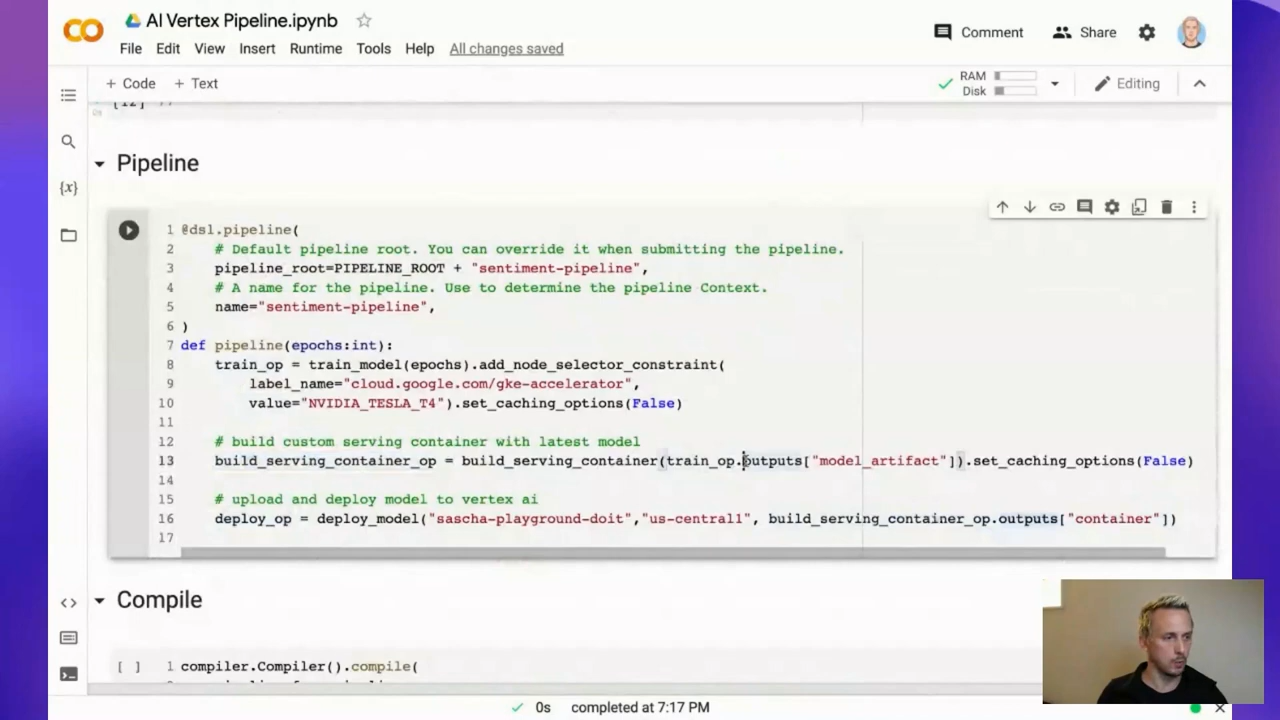 AI Vertex Pipeline.ipynb
Comment
Share
File Edit View Insert Runtime Tools Help All changes saved
+ Code + Text
RAM
Disk
Editing
[12]
Pipeline
1 @dsl.pipeline(
2 # Default pipeline root. You can override it when submitting the pipeline.
3 pipeline_root=PIPELINE_ROOT + "sentiment-pipeline",
4 # A name for the pipeline. Use to determine the pipeline Context.
5 name="sentiment-pipeline",
6 )
7 def pipeline(epochs:int):
8 train_op = train_model(epochs).add_node_selector_constraint(
9 label_name="cloud.google.com/gke-accelerator",
10 value="NVIDIA_TESLA_T4").set_caching_options(False)
11
12 # build custom serving container with latest model
13 build_serving_container_op = build_serving_container(train_op.outputs["model_artifact"]).set_caching_options(False)
14
15 # upload and deploy model to vertex ai
16 deploy_op = deploy_model("sascha-playground-doit","us-central1", build_serving_container_op.outputs["container"])
17
Compile
[ ] 1 compiler.Compiler().compile(
0s completed at 7:17 PM